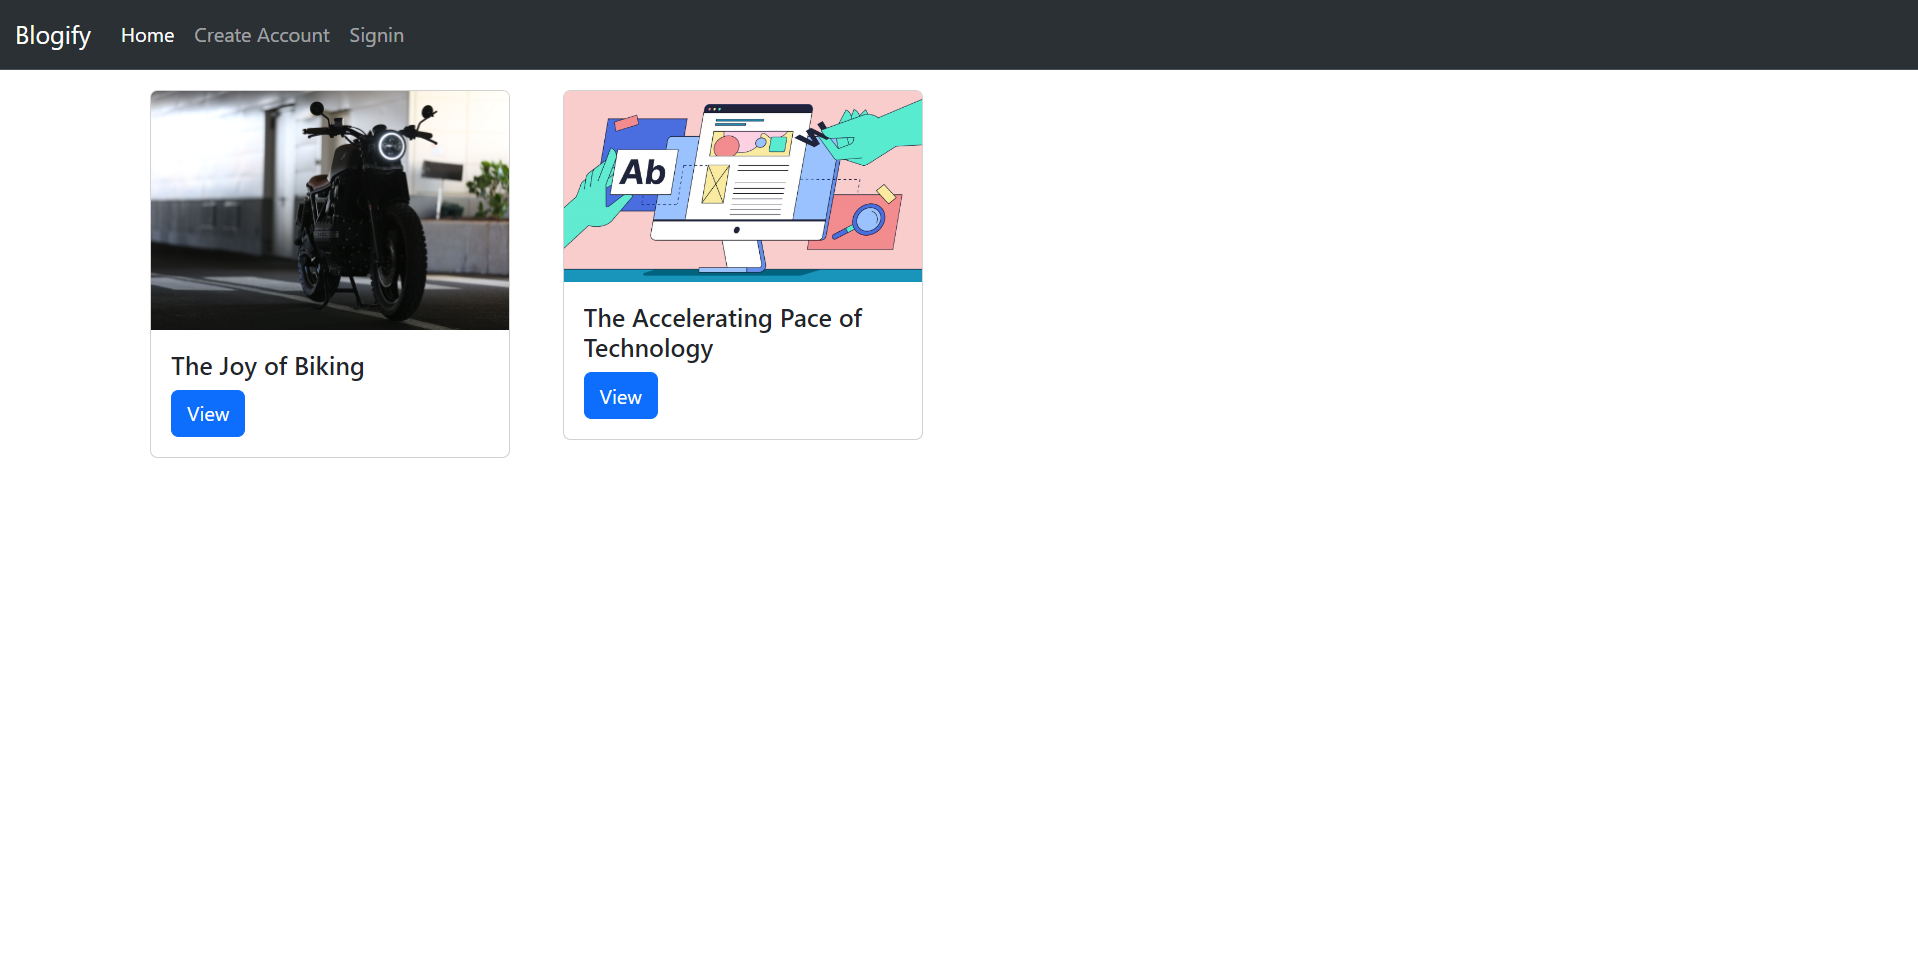 Blogify Home Create Account Signin
Ab
W
The Joy of Biking
View
The Accelerating Pace of
Technology
View